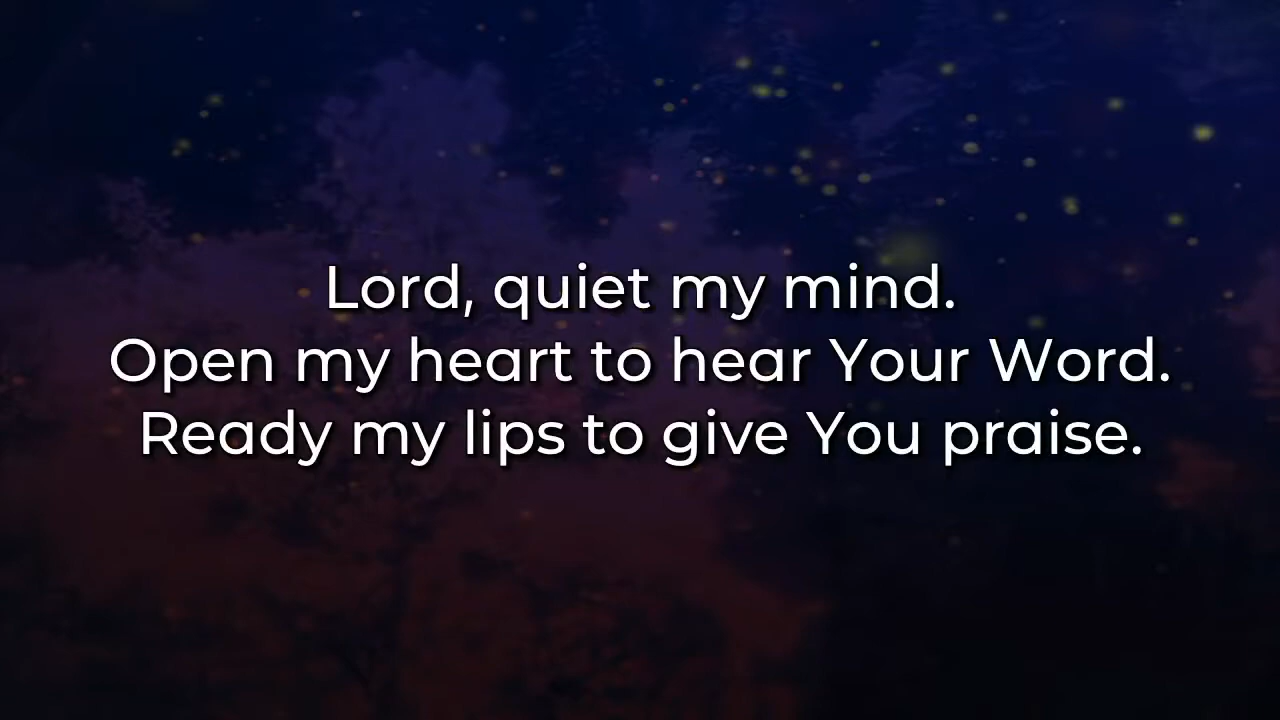 Lord, quiet my mind.
Open my heart to hear Your Word.
Ready my lips to give You praise.